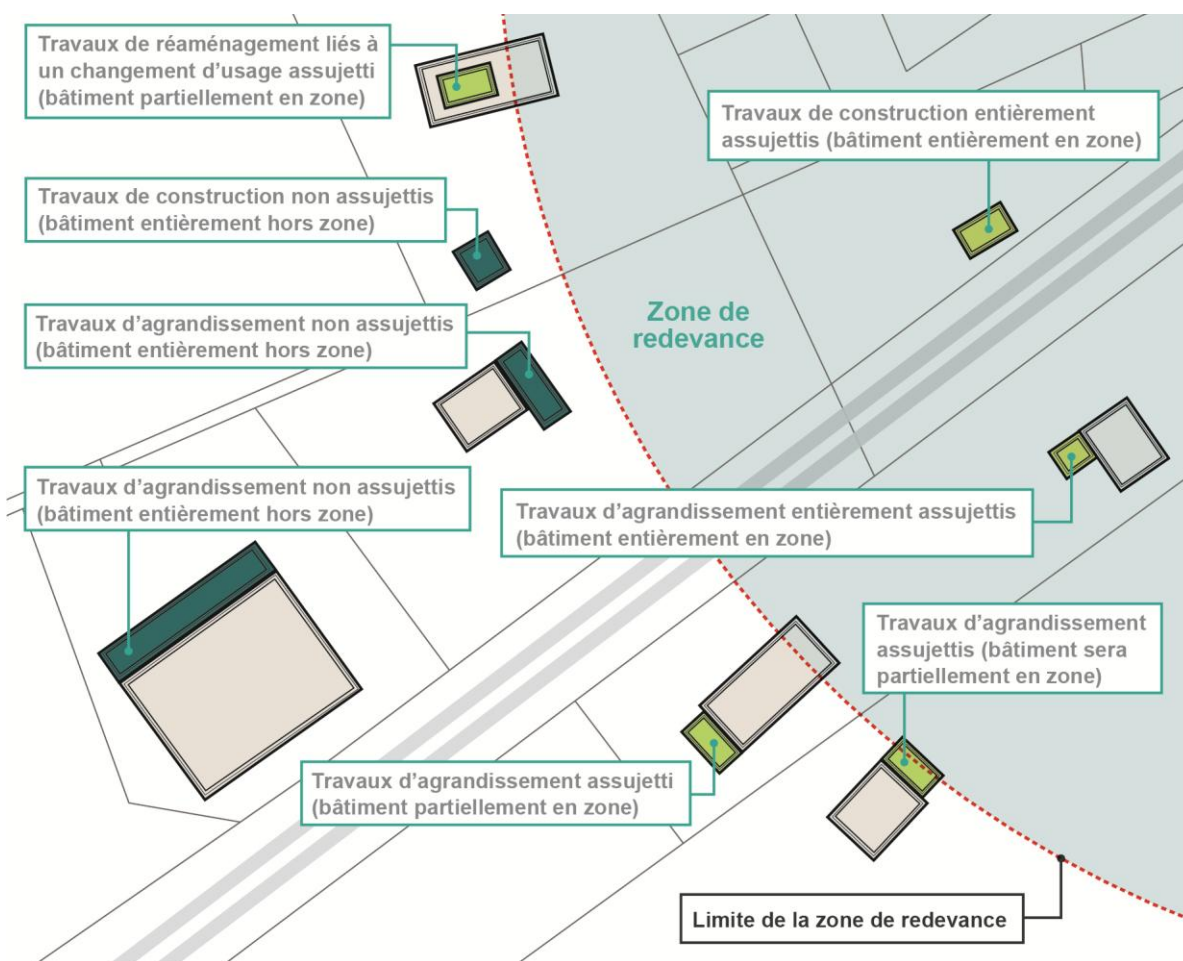 Travaux de réaménagement liés à
un changement d’usage assujetti
(bâtiment partiellement en zone)
Travaux de construction entièrement
assujettis (bâtiment entièrement en zone)
Travaux de construction non assujettis
(bâtiment entièrement hors zone)
Zone de
redevance
Travaux d’agrandissement non assujettis
(bâtiment entièrement hors zone)
Travaux d’agrandissement non assujettis
(bâtiment entièrement hors zone)
Travaux d’agrandissement entièrement assujettis
(bâtiment entièrement en zone)
Travaux d’agrandissement
assujettis (bâtiment sera
partiellement en zone)
Travaux d’agrandissement assujetti
(bâtiment partiellement en zone)
Limite de la zone de redevance